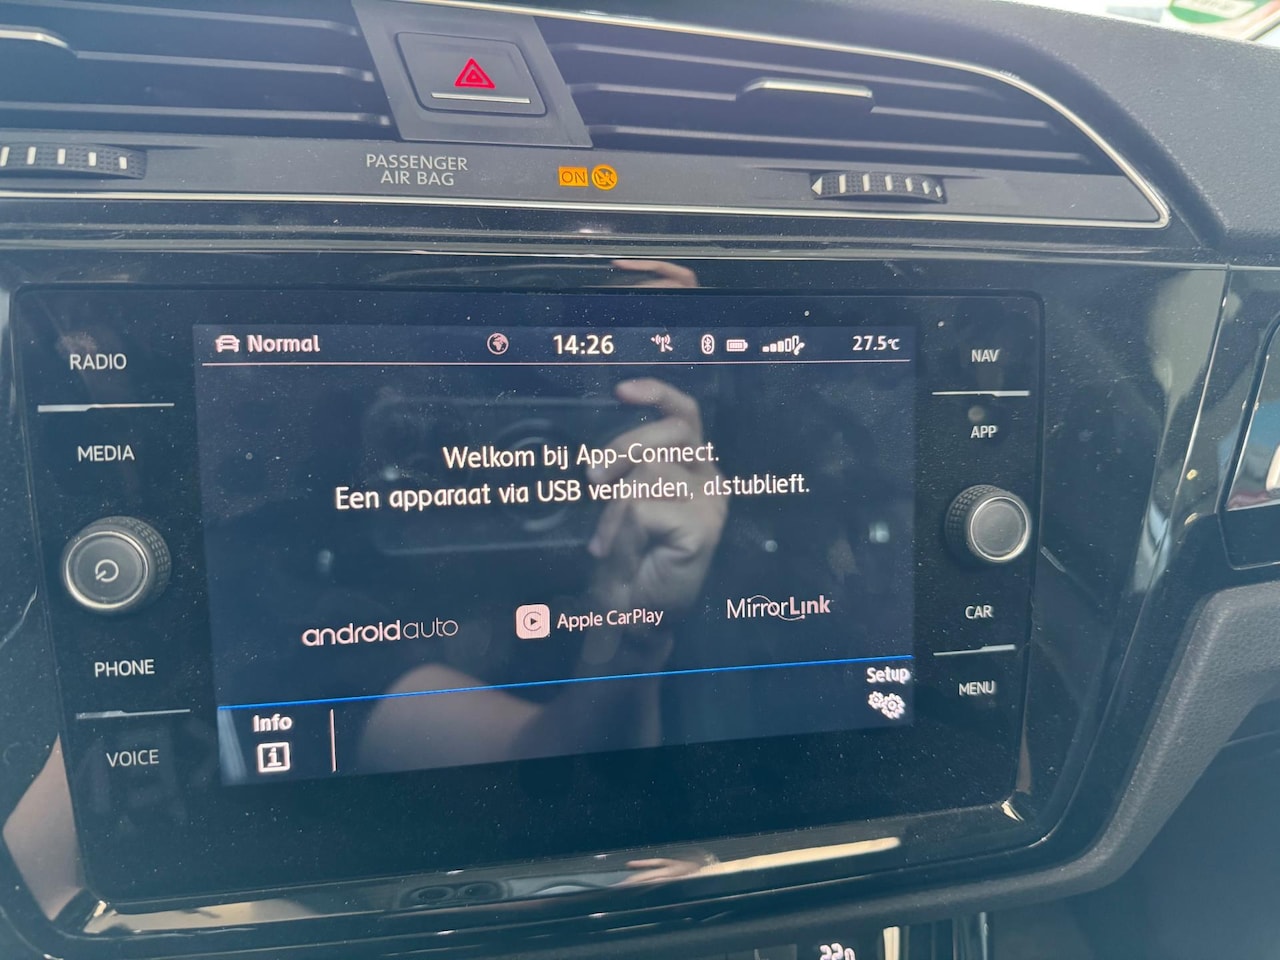 PASSENGER
AIR BAG
ON
RADIO
MEDIA
PHONE
VOICE
Normal
14:26
27.5°C
Welkom bij App-Connect.
Een apparaat via USB verbinden, alstublieft.
androidauto
Apple CarPlay
MirrorLink
Info
Setup
NAV
APP
CAR
MENU